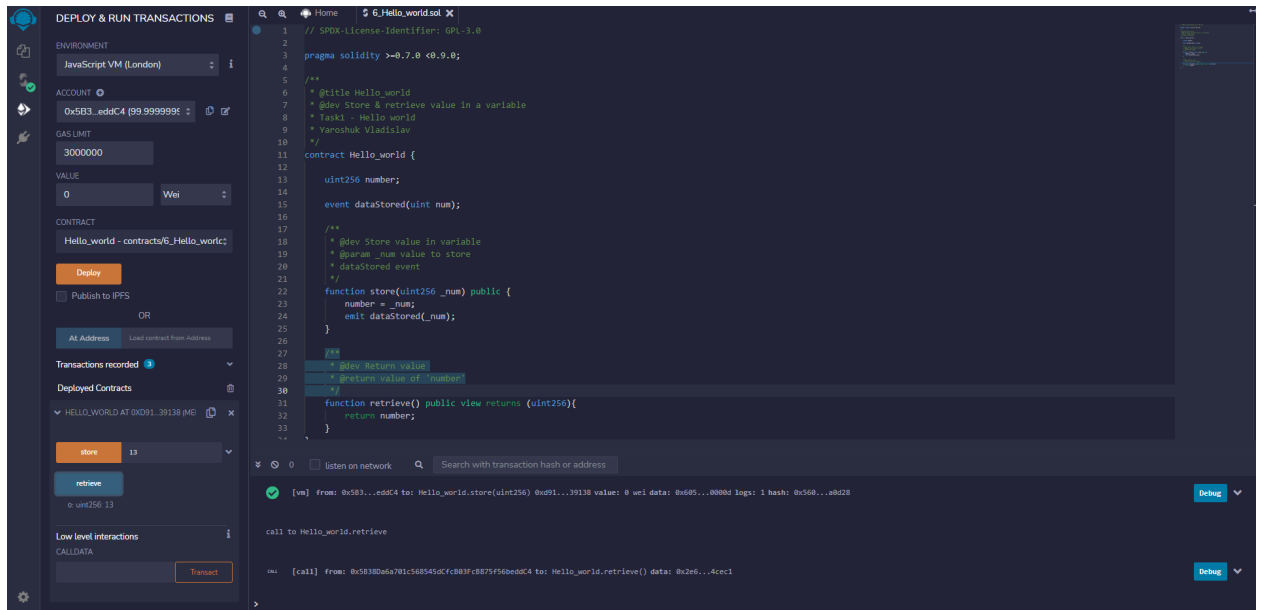 DEPLOY & RUN TRANSACTIONS
ENVIRONMENT
JavaScript VM (London)
ACCOUNT
0x5B3...eddC4 (99.9999999
GAS LIMIT
3000000
VALUE
0
Wei
CONTRACT
Hello_world - contracts/6_Hello_world
Deploy
Publish to IPFS
OR
At Address
Load contract from Address
Transactions recorded 3
Deployed Contracts
HELLO_WORLD AT 0XD91...39138 (ME
store
13
retrieve
0: uint256: 13
Low level interactions
CALLDATA
Transact
Home
6_Hello_world.sol
1 // SPDX-License-Identifier: GPL-3.0
2
3 pragma solidity >=0.7.0 <0.9.0;
4
5 /**
6 * @title Hello_world
7 * @dev Store & retrieve value in a variable
8 * Task1 - Hello world
9 * Yaroshuk Vladislav
10 */
11 contract Hello_world {
12
13 uint256 number;
14
15 event dataStored(uint num);
16
17 /**
18 * @dev Store value in variable
19 * @param _num value to store
20 * dataStored event
21 */
22 function store(uint256 _num) public {
23 number = _num;
24 emit dataStored(_num);
25 }
26
27 /**
28 * @dev Return value
29 * @return value of 'number'
30 */
31 function retrieve() public view returns (uint256){
32 return number;
33 }
0
listen on network
Search with transaction hash or address
[vm] from: 0x5B3...eddC4 to: Hello_world.store(uint256) 0xd91...39138 value: 0 wei data: 0x605...0000d logs: 1 hash: 0x560...a0d28
Debug
call to Hello_world.retrieve
CALL [call] from: 0x5B38Da6a701c568545dCfcB03FcB875f56beddC4 to: Hello_world.retrieve() data: 0x2e6...4cec1
Debug
>